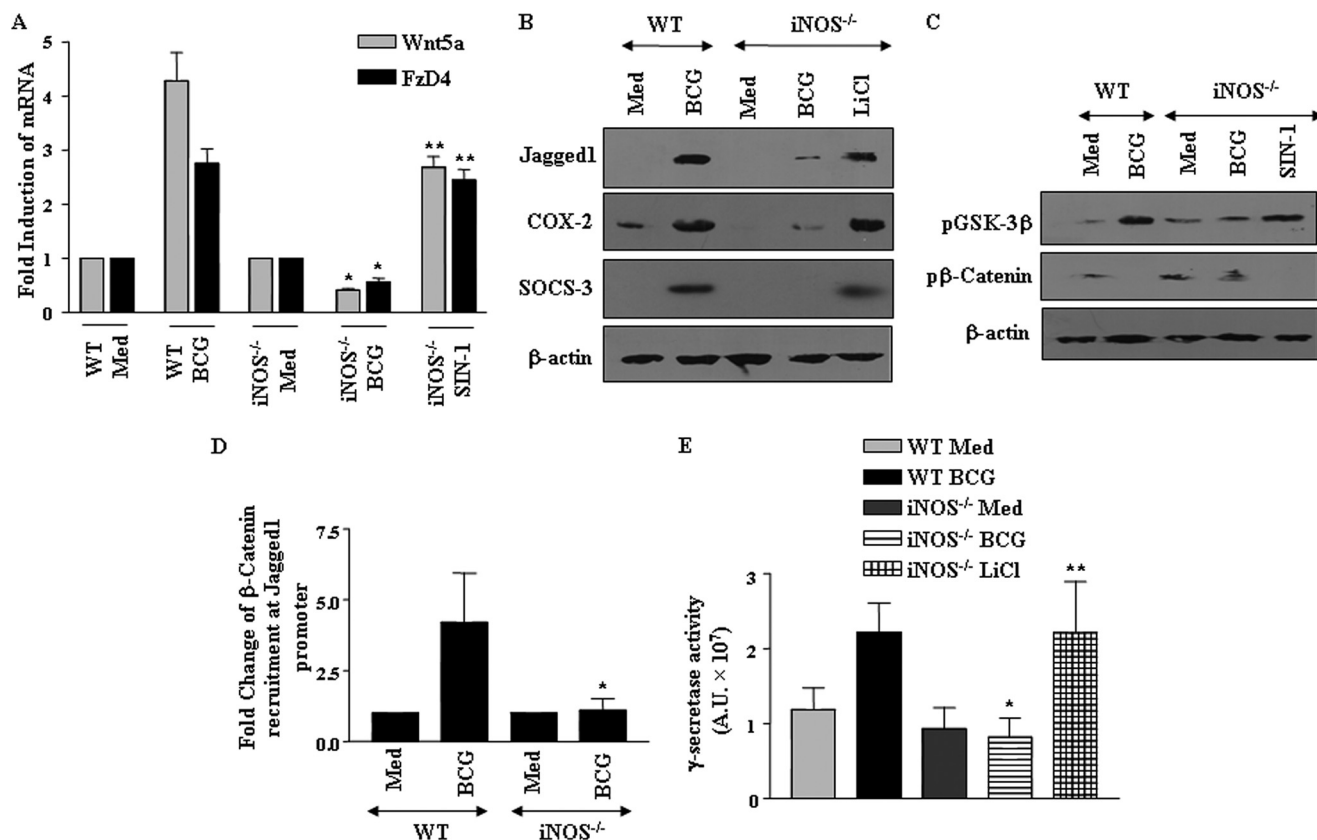 A
Fold Induction of mRNA
5
4
3
2
1
0
Wnt5a
FzD4
**
**
*
*
WT
Med
WT
BCG
iNOS-/-
Med
iNOS-/-
BCG
iNOS-/-
SIN-1
B
WT
iNOS-/-
Med
BCG
Med
BCG
LiCl
Jagged1
COX-2
SOCS-3
β-actin
C
WT
iNOS-/-
Med
BCG
Med
BCG
SIN-1
pGSK-3β
pβ-Catenin
β-actin
D
Fold Change of β-Catenin
recruitment at Jagged1
promoter
7.5
5.0
2.5
0.0
*
Med
BCG
Med
BCG
WT
iNOS-/-
E
WT Med
WT BCG
iNOS-/- Med
iNOS-/- BCG
iNOS-/- LiCl
γ-secretase activity
(A.U. × 10⁷)
3
2
1
0
*
**